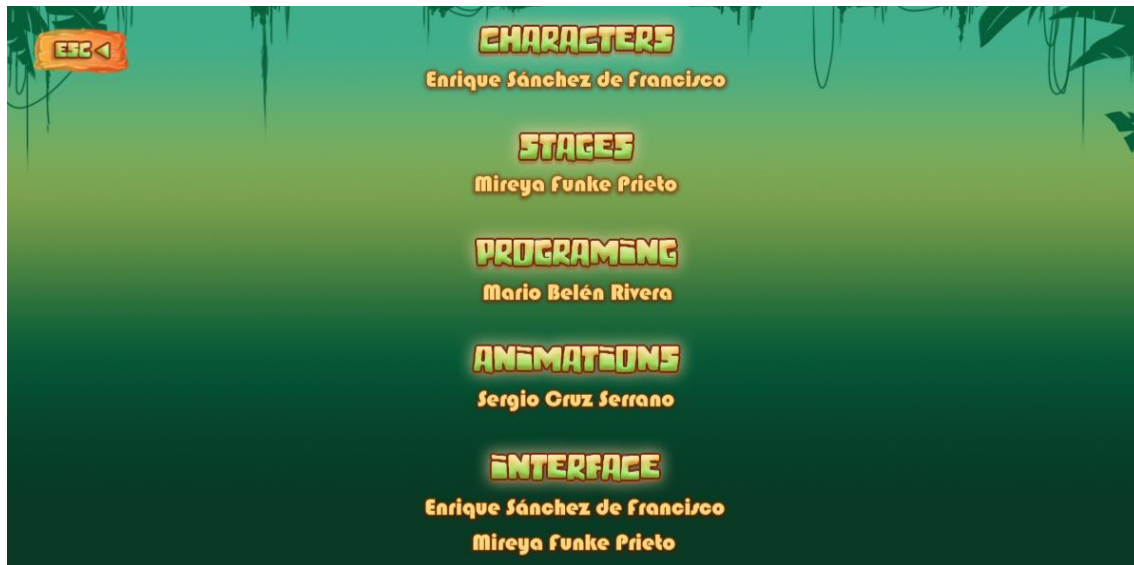 ESC
CHARACTERS
Enrique Sánchez de Francisco
STAGES
Mireya Funke Prieto
PROGRAMING
Mario Belén Rivera
ANIMATIONS
Sergio Cruz Serrano
INTERFACE
Enrique Sánchez de Francisco
Mireya Funke Prieto